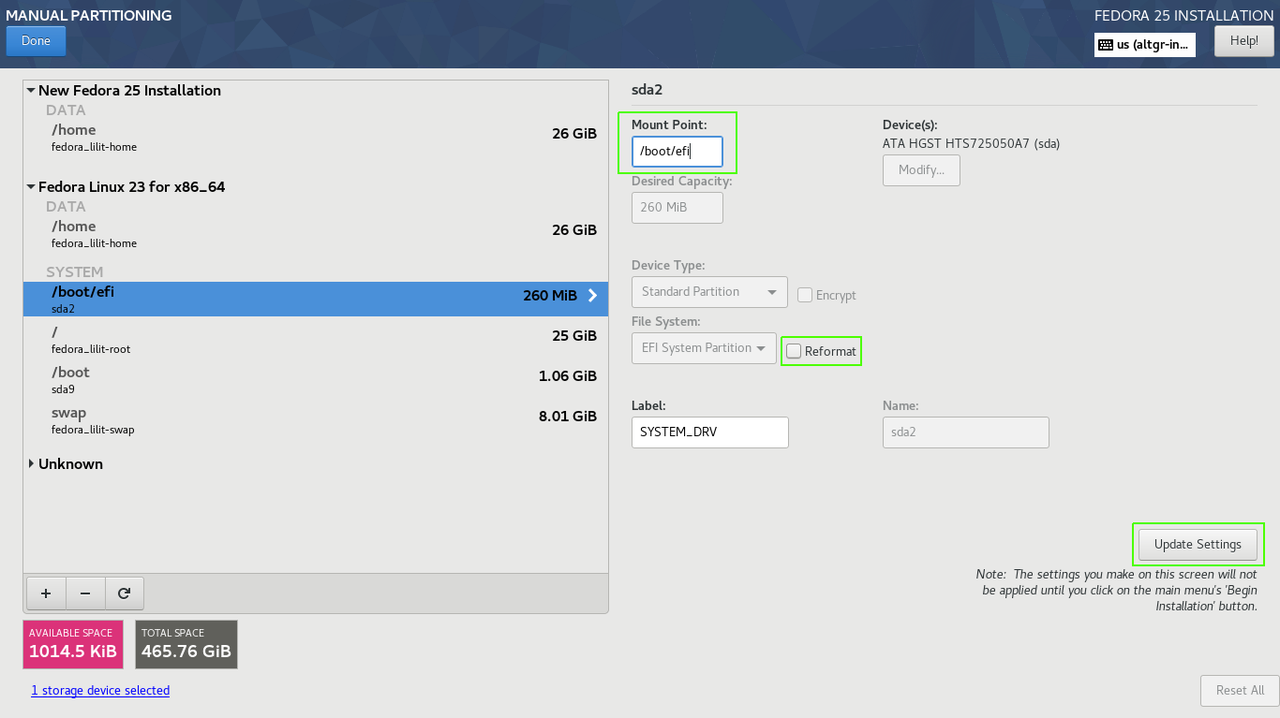 MANUAL PARTITIONING
FEDORA 25 INSTALLATION
Done
us (altgr-in...
Help!
New Fedora 25 Installation
DATA
/home
26 GiB
fedora_lilit-home
Fedora Linux 23 for x86_64
DATA
/home
26 GiB
fedora_lilit-home
SYSTEM
/boot/efi
260 MiB
sda2
/
25 GiB
fedora_lilit-root
/boot
1.06 GiB
sda9
swap
8.01 GiB
fedora_lilit-swap
Unknown
+ −
AVAILABLE SPACE
1014.5 KiB
TOTAL SPACE
465.76 GiB
1 storage device selected
sda2
Mount Point:
/boot/efi
Device(s):
ATA HGST HTS725050A7 (sda)
Modify...
Desired Capacity:
260 MiB
Device Type:
Standard Partition
Encrypt
File System:
EFI System Partition
Reformat
Label:
SYSTEM_DRV
Name:
sda2
Update Settings
Note: The settings you make on this screen will not
be applied until you click on the main menu's 'Begin
Installation' button.
Reset All